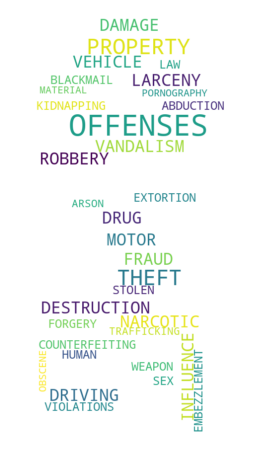 DAMAGE
PROPERTY
VEHICLE LAW
BLACKMAIL LARCENY
MATERIAL PORNOGRAPHY
KIDNAPPING ABDUCTION
OFFENSES
VANDALISM
ROBBERY
EXTORTION
ARSON
DRUG
MOTOR
FRAUD
THEFT
STOLEN
DESTRUCTION
FORGERY NARCOTIC
TRAFFICKING
COUNTERFEITING
HUMAN
OBSCENE
WEAPON
SEX
INFLUENCE
EMBEZZLEMENT
DRIVING
VIOLATIONS